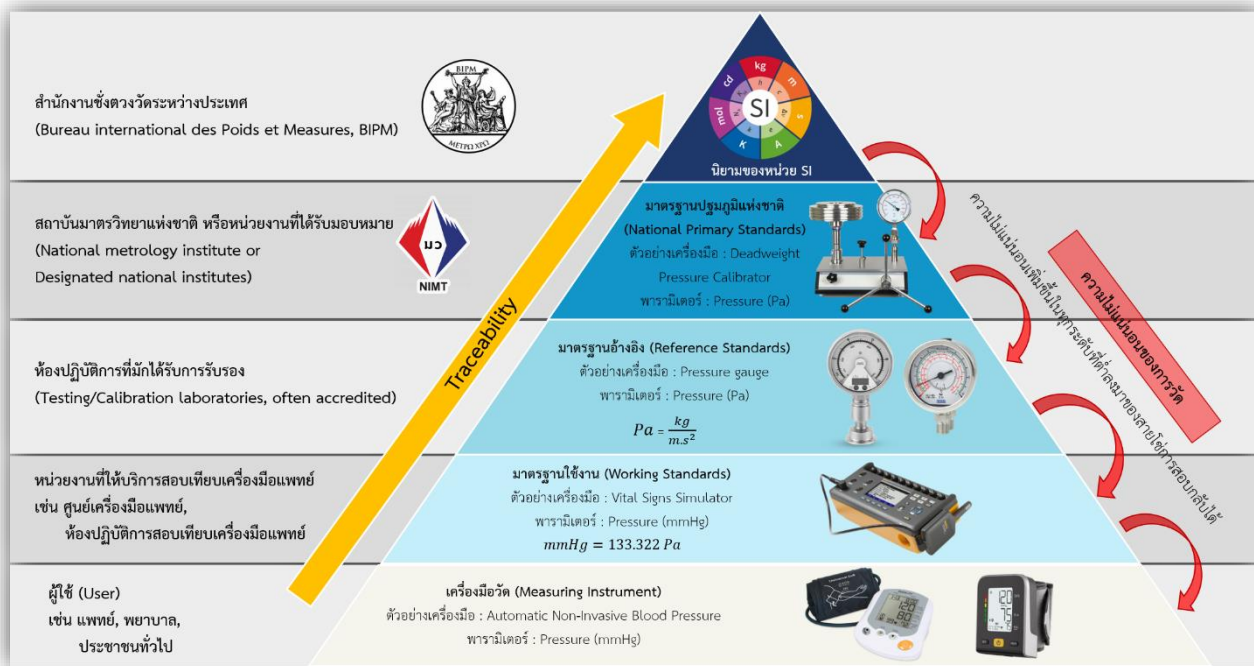 สำนักงานชั่งตวงวัดระหว่างประเทศ
(Bureau international des Poids et Measures, BIPM)
BIPM
ΜΕΤΡΩ ΧΡΩ
kg
m
s
A
K
mol
cd
SI
นิยามของหน่วย SI
สถาบันมาตรวิทยาแห่งชาติ หรือหน่วยงานที่ได้รับมอบหมาย
(National metrology institute or
Designated national institutes)
มว
NIMT
มาตรฐานปฐมภูมิแห่งชาติ
(National Primary Standards)
ตัวอย่างเครื่องมือ : Deadweight
Pressure Calibrator
พารามิเตอร์ : Pressure (Pa)
ห้องปฏิบัติการที่มักได้รับการรับรอง
(Testing/Calibration laboratories, often accredited)
มาตรฐานอ้างอิง (Reference Standards)
ตัวอย่างเครื่องมือ : Pressure gauge
พารามิเตอร์ : Pressure (Pa)
Pa = kg / m.s²
หน่วยงานที่ให้บริการสอบเทียบเครื่องมือแพทย์
เช่น ศูนย์เครื่องมือแพทย์,
ห้องปฏิบัติการสอบเทียบเครื่องมือแพทย์
มาตรฐานใช้งาน (Working Standards)
ตัวอย่างเครื่องมือ : Vital Signs Simulator
พารามิเตอร์ : Pressure (mmHg)
mmHg = 133.322 Pa
ผู้ใช้ (User)
เช่น แพทย์, พยาบาล,
ประชาชนทั่วไป
เครื่องมือวัด (Measuring Instrument)
ตัวอย่างเครื่องมือ : Automatic Non-Invasive Blood Pressure
พารามิเตอร์ : Pressure (mmHg)
Traceability
ความไม่แน่นอนเพิ่มขึ้นในทุกระดับที่ต่ำลงมาของสายโซ่การสอบกลับได้
ความไม่แน่นอนของการวัด